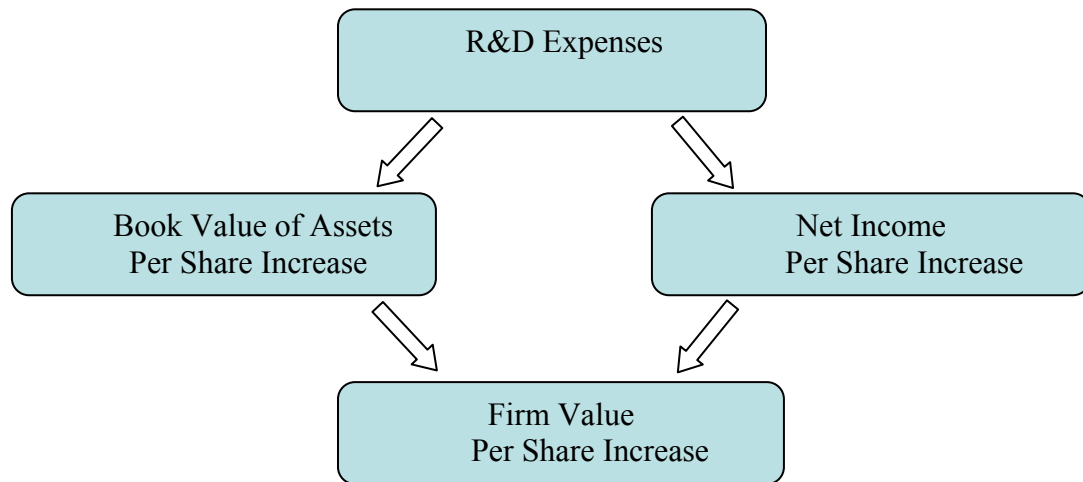 R&D Expenses
Book Value of Assets
Per Share Increase
Net Income
Per Share Increase
Firm Value
Per Share Increase